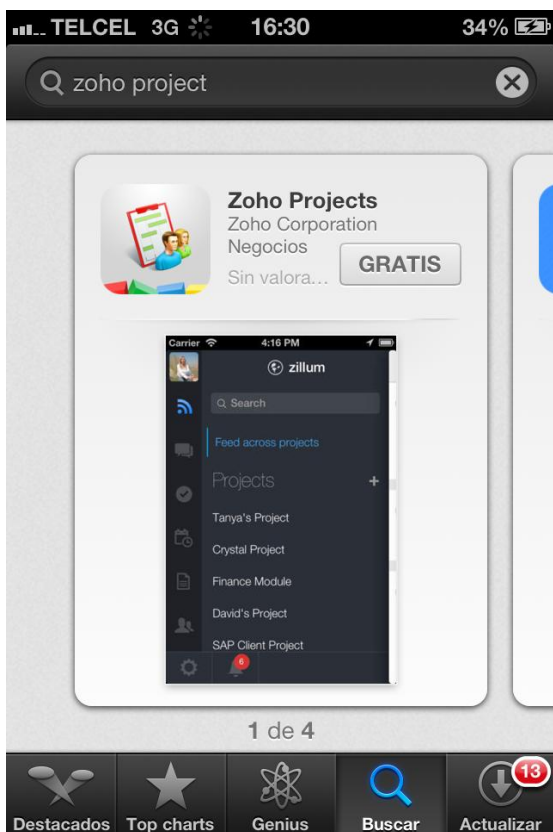 TELCEL 3G 16:30 34%
zoho project
Zoho Projects
Zoho Corporation
Negocios
Sin valora...
GRATIS
Carrier 4:16 PM
zillum
Search
Feed across projects
Projects +
Tanya's Project
Crystal Project
Finance Module
David's Project
SAP Client Project
6
1 de 4
13
Destacados Top charts Genius Buscar Actualizar